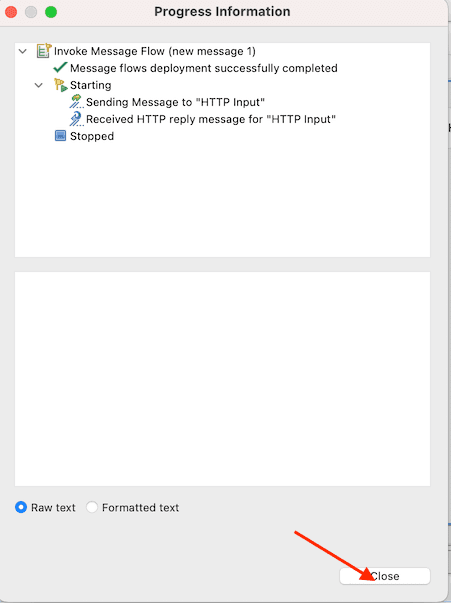 Progress Information
Invoke Message Flow (new message 1)
Message flows deployment successfully completed
Starting
Sending Message to "HTTP Input"
Received HTTP reply message for "HTTP Input"
Stopped
Raw text
Formatted text
Close